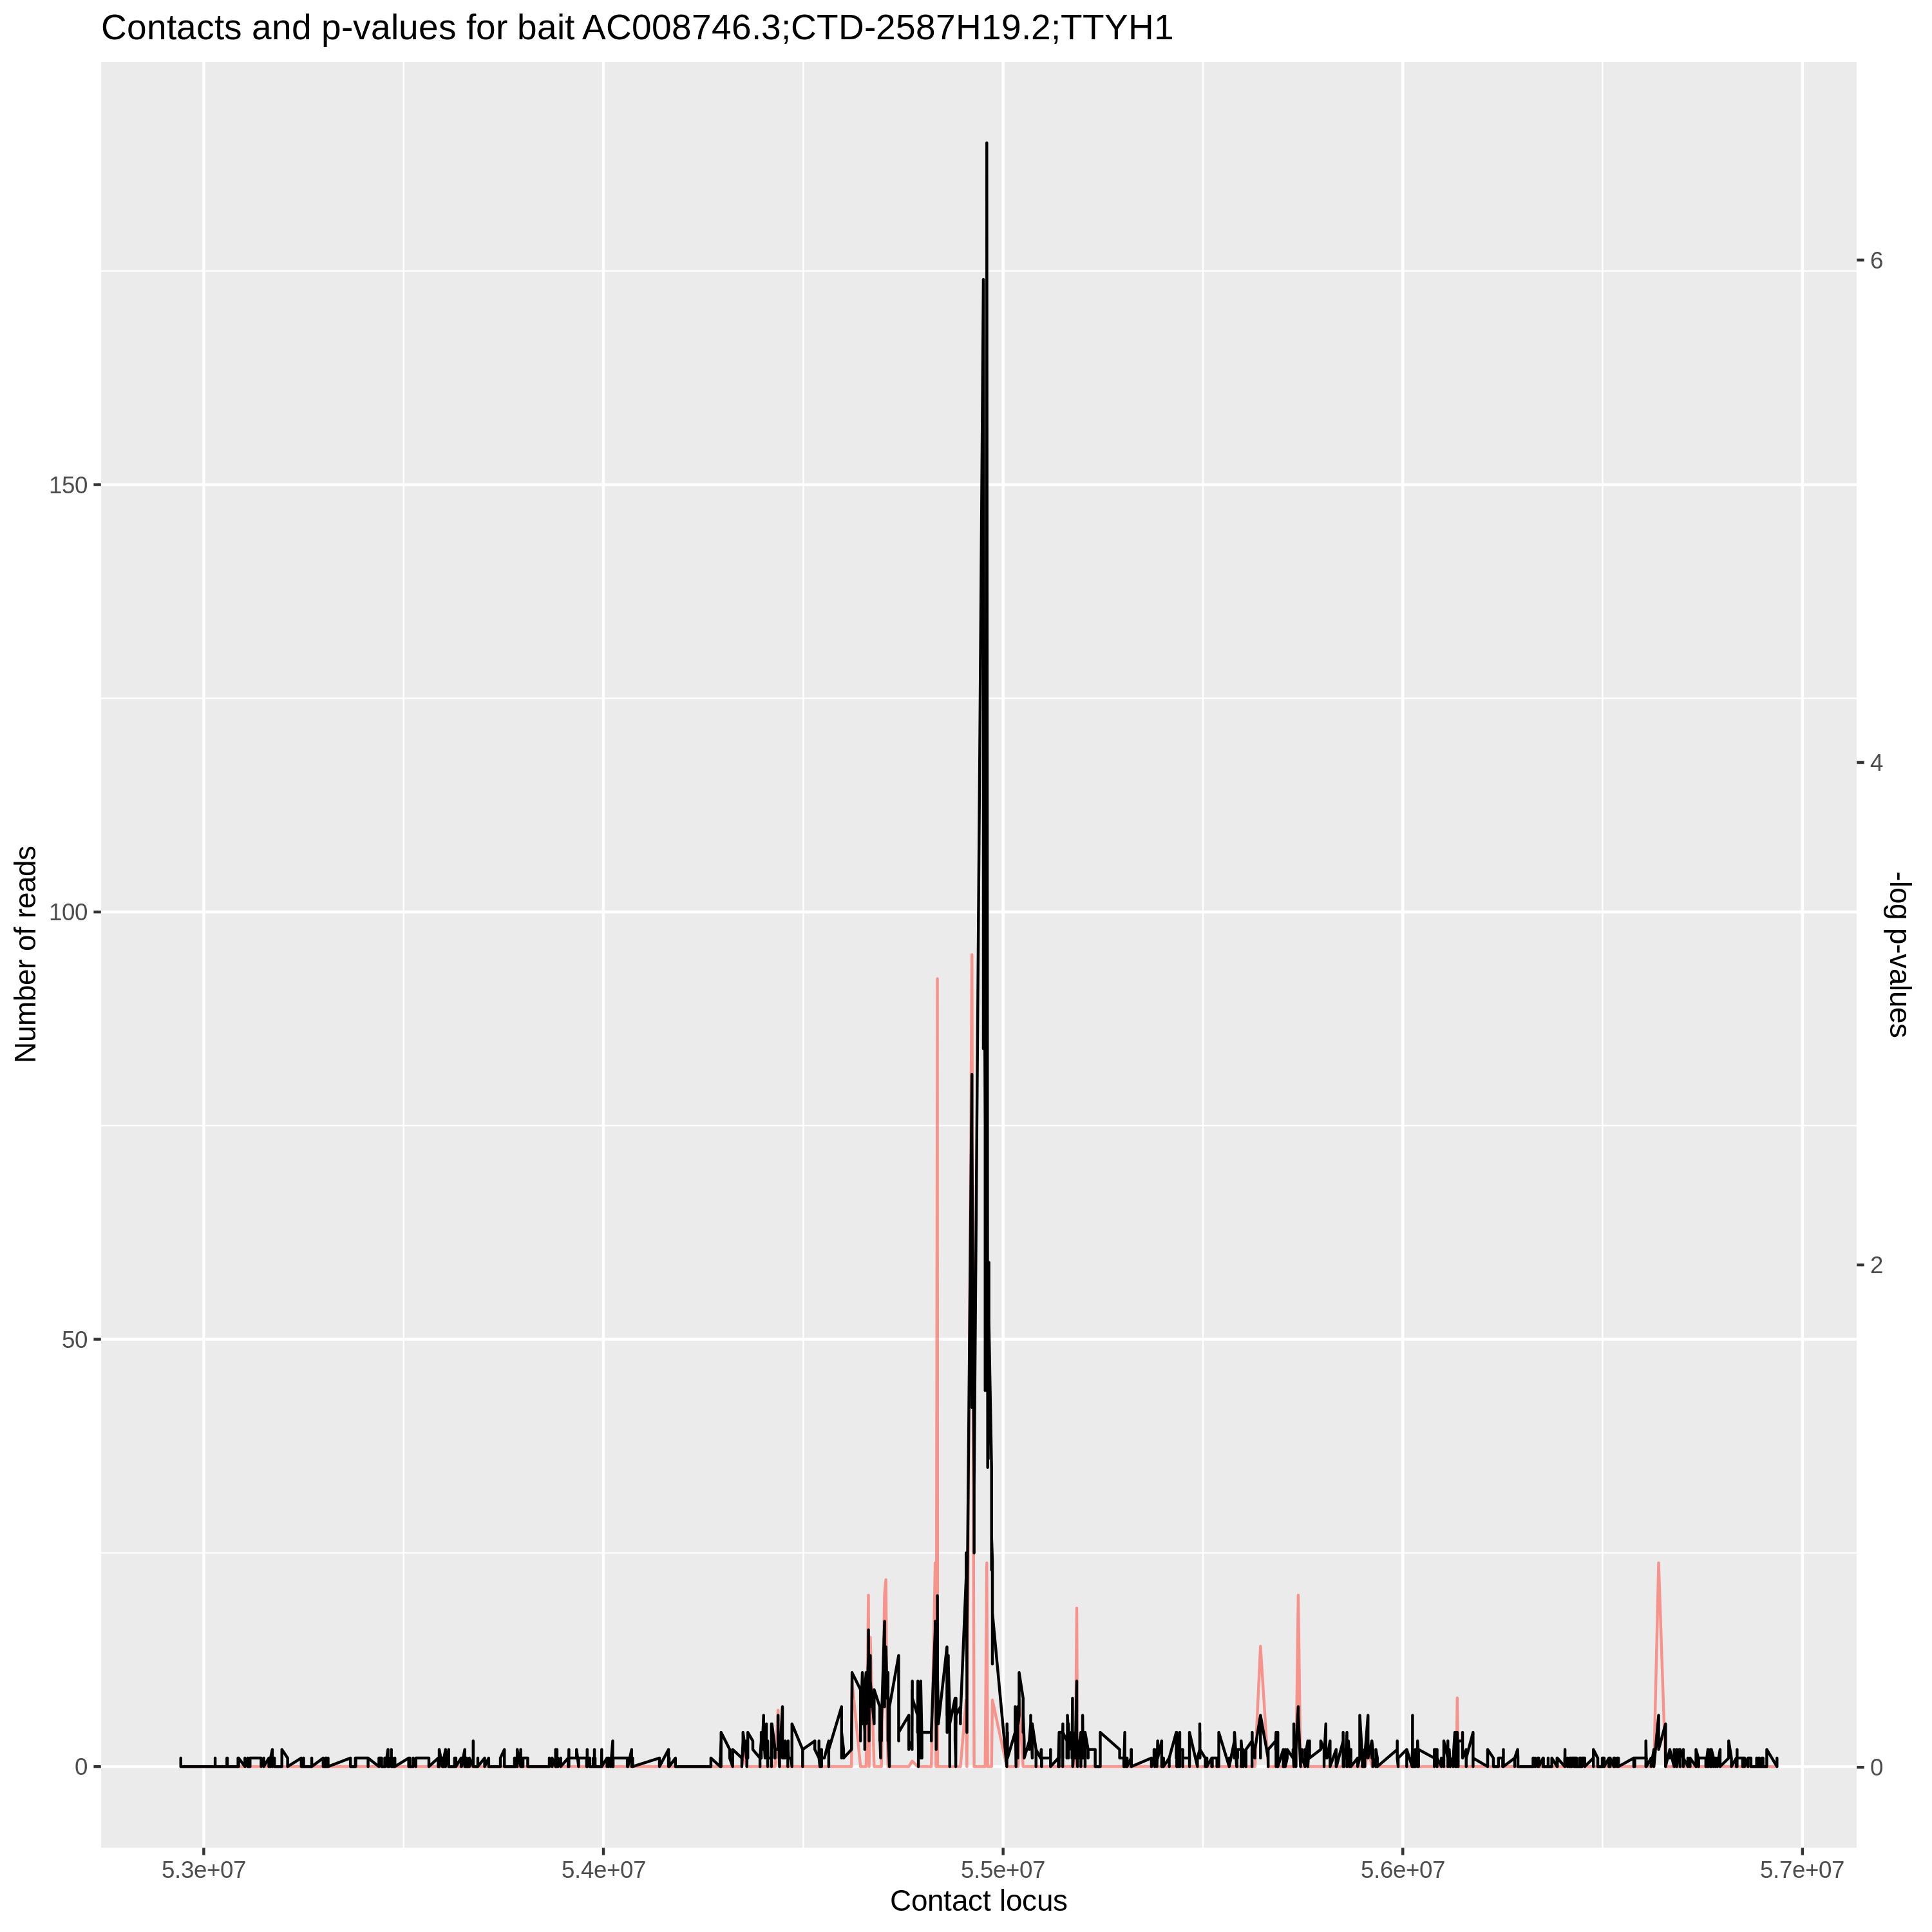 Contacts and p-values for bait AC008746.3;CTD-2587H19.2;TTYH1
Number of reads
150
100
50
0
6
4
2
0
-log p-values
5.3e+07
5.4e+07
5.5e+07
5.6e+07
5.7e+07
Contact locus